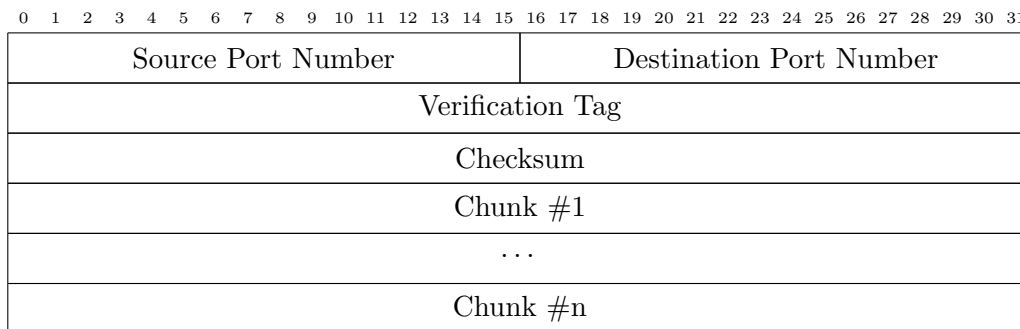 0 1 2 3 4 5 6 7 8 9 10 11 12 13 14 15 16 17 18 19 20 21 22 23 24 25 26 27 28 29 30 31
Source Port Number Destination Port Number
Verification Tag
Checksum
Chunk #1
...
Chunk #n